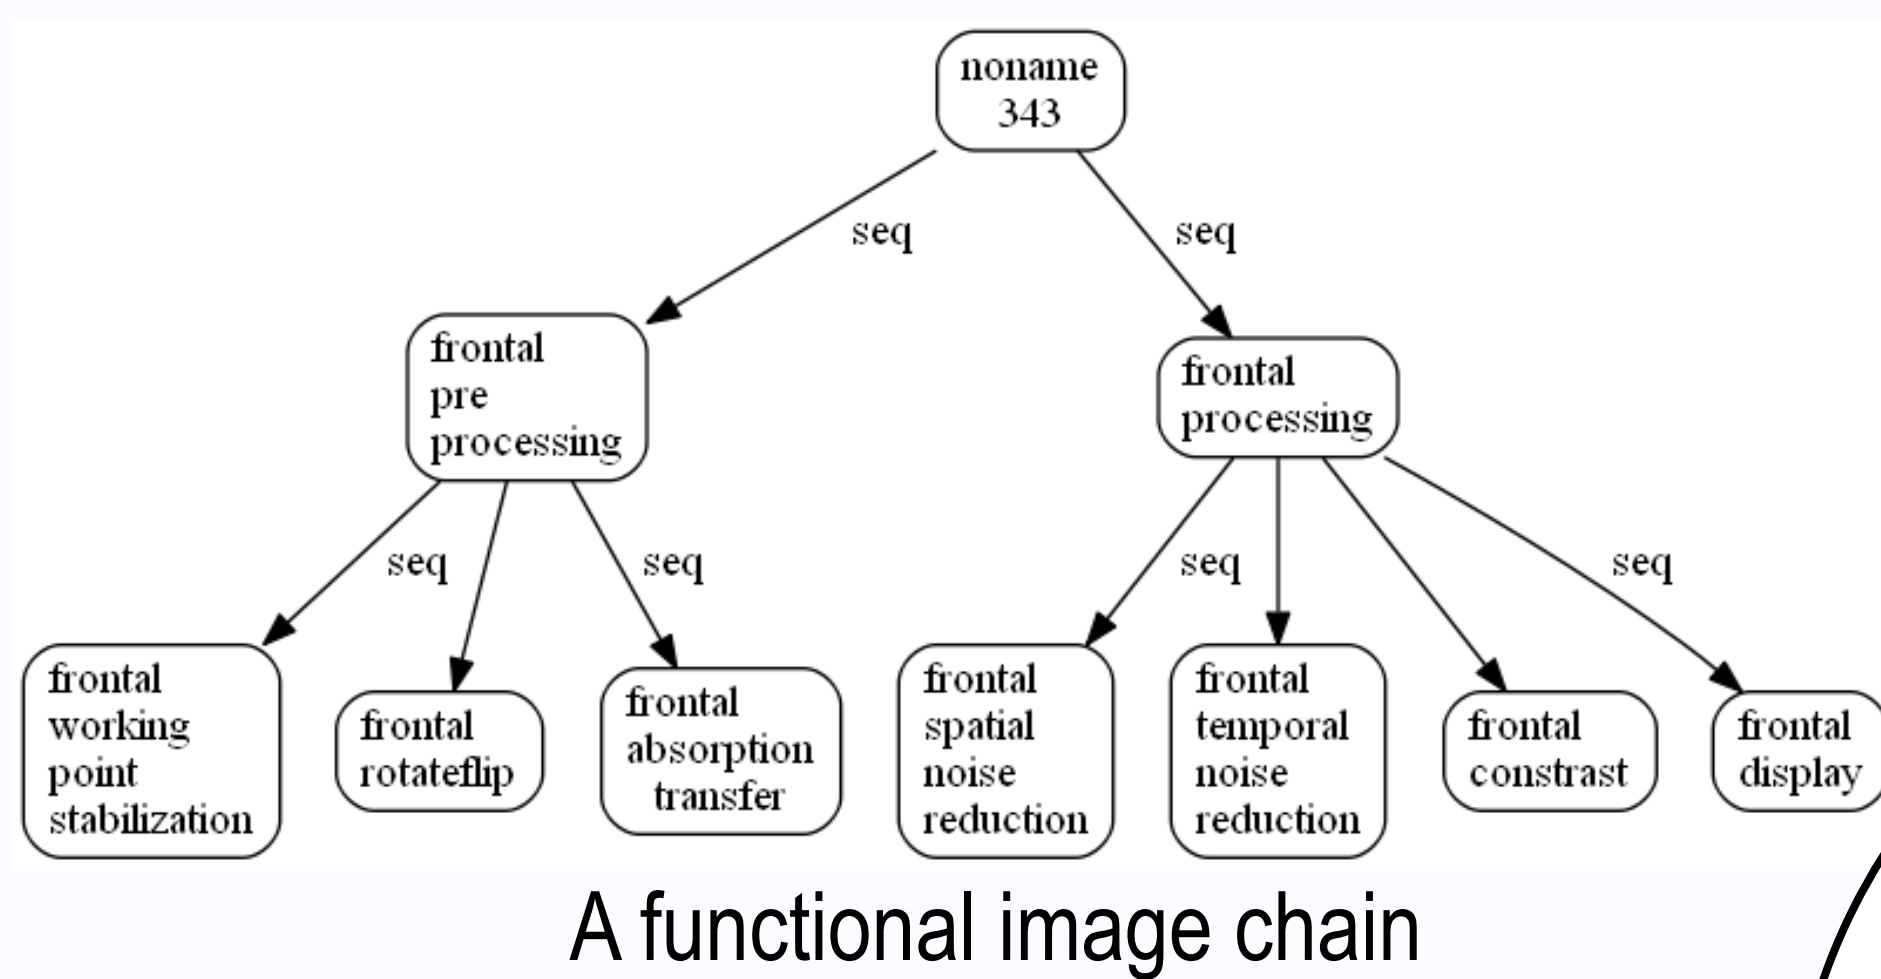 noname
343
seq
seq
frontal
pre
processing
frontal
processing
seq
seq
seq
seq
frontal
working
point
stabilization
frontal
rotateflip
frontal
absorption
transfer
frontal
spatial
noise
reduction
frontal
temporal
noise
reduction
frontal
constrast
frontal
display
A functional image chain